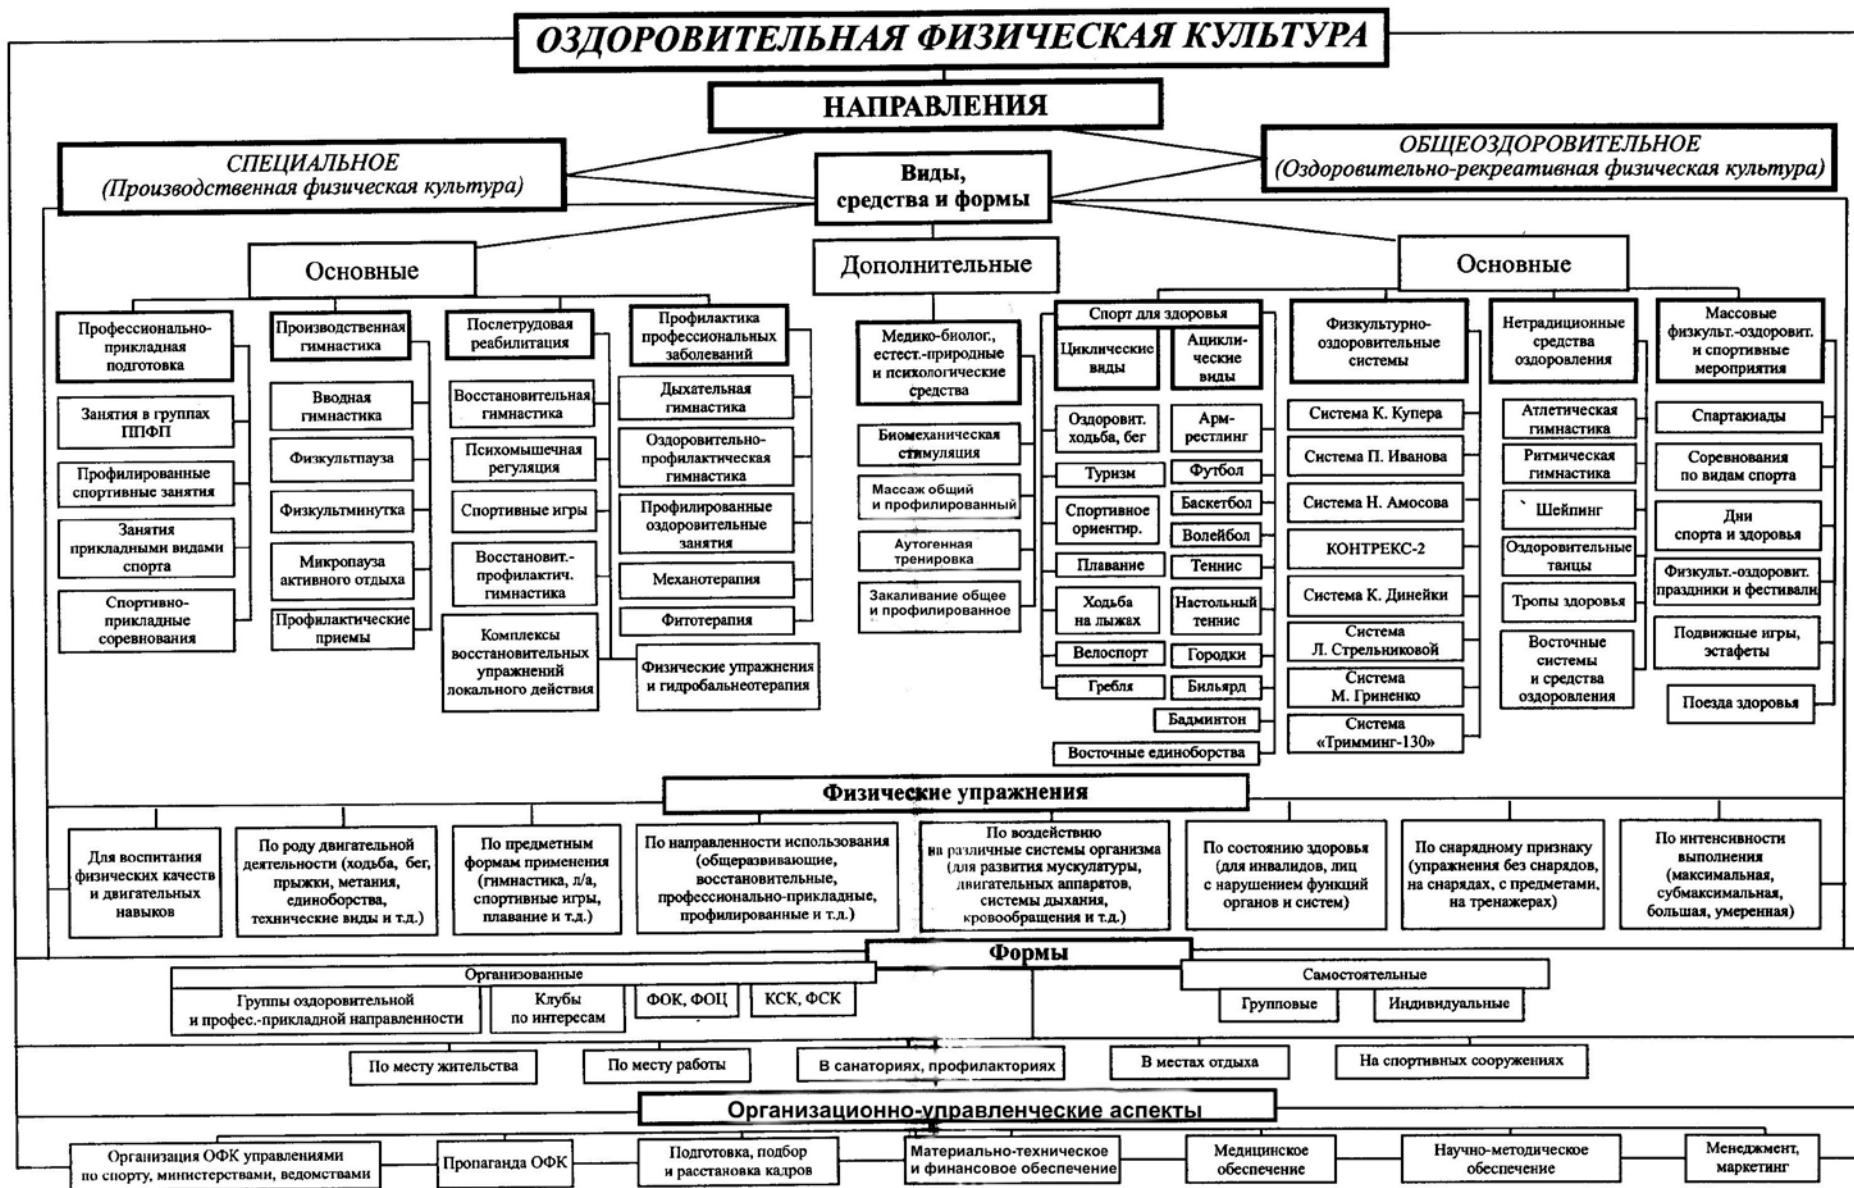 ОЗДОРОВИТЕЛЬНАЯ ФИЗИЧЕСКАЯ КУЛЬТУРА
НАПРАВЛЕНИЯ
СПЕЦИАЛЬНОЕ
(Производственная физическая культура)
Виды,
средства и формы
ОБЩЕОЗДОРОВИТЕЛЬНОЕ
(Оздоровительно-рекреативная физическая культура)
Основные
Дополнительные
Основные
Профессионально-
прикладная
подготовка
Занятия в группах
ППФП
Профилированные
спортивные занятия
Занятия
прикладными видами
спорта
Спортивно-
прикладные
соревнования
Производственная
гимнастика
Вводная
гимнастика
Физкультпауза
Физкультминутка
Микропауза
активного отдыха
Профилактические
приемы
Послетрудовая
реабилитация
Восстановительная
гимнастика
Психомышечная
регуляция
Спортивные игры
Восстановит.-
профилактич.
гимнастика
Комплексы
восстановительных
упражнений
локального действия
Профилактика
профессиональных
заболеваний
Дыхательная
гимнастика
Оздоровительно-
профилактическая
гимнастика
Профилированные
оздоровительные
занятия
Механотерапия
Фитотерапия
Физические упражнения
и гидробальнеотерапия
Медико-биолог.,
естест.-природные
и психологические
средства
Биомеханическая
стимуляция
Массаж общий
и профилированный
Аутогенная
тренировка
Закаливание общее
и профилированное
Спорт для здоровья
Циклические
виды
Оздоровит.
ходьба, бег
Туризм
Спортивное
ориентир.
Плавание
Ходьба
на лыжах
Велоспорт
Гребля
Ацикли-
ческие
виды
Арм-
рестлинг
Футбол
Баскетбол
Волейбол
Теннис
Настольный
теннис
Городки
Бильярд
Бадминтон
Восточные единоборства
Физкультурно-
оздоровительные
системы
Система К. Купера
Система П. Иванова
Система Н. Амосова
КОНТРЕКС-2
Система К. Динейки
Система
Л. Стрельниковой
Система
М. Гриненко
Система
«Тримминг-130»
Нетрадиционные
средства
оздоровления
Атлетическая
гимнастика
Ритмическая
гимнастика
Шейпинг
Оздоровительные
танцы
Тропы здоровья
Восточные
системы
и средства
оздоровления
Массовые
физкульт.-оздоровит.
и спортивные
мероприятия
Спартакиады
Соревнования
по видам спорта
Дни
спорта и здоровья
Физкульт.-оздоровит.
праздники и фестивали
Подвижные игры,
эстафеты
Поезда здоровья
Физические упражнения
Для воспитания
физических качеств
и двигательных
навыков
По роду двигательной
деятельности (ходьба, бег,
прыжки, метания,
единоборства,
технические виды и т.д.)
По предметным
формам применения
(гимнастика, л/а,
спортивные игры,
плавание и т.д.)
По направленности использования
(общеразвивающие,
восстановительные,
профессионально-прикладные,
профилированные и т.д.)
По воздействию
на различные системы организма
(для развития мускулатуры,
двигательных аппаратов,
системы дыхания,
кровообращения и т.д.)
По состоянию здоровья
(для инвалидов, лиц
с нарушением функций
органов и систем)
По снарядному признаку
(упражнения без снарядов,
на снарядах, с предметами,
на тренажерах)
По интенсивности
выполнения
(максимальная,
субмаксимальная,
большая, умеренная)
Формы
Организованные
Группы оздоровительной
и профес.-прикладной направленности
Клубы
по интересам
ФОК, ФОЦ
КСК, ФСК
Самостоятельные
Групповые
Индивидуальные
По месту жительства
По месту работы
В санаториях, профилакториях
В местах отдыха
На спортивных сооружениях
Организационно-управленческие аспекты
Организация ОФК управлениями
по спорту, министерствами, ведомствами
Пропаганда ОФК
Подготовка, подбор
и расстановка кадров
Материально-техническое
и финансовое обеспечение
Медицинское
обеспечение
Научно-методическое
обеспечение
Менеджмент,
маркетинг